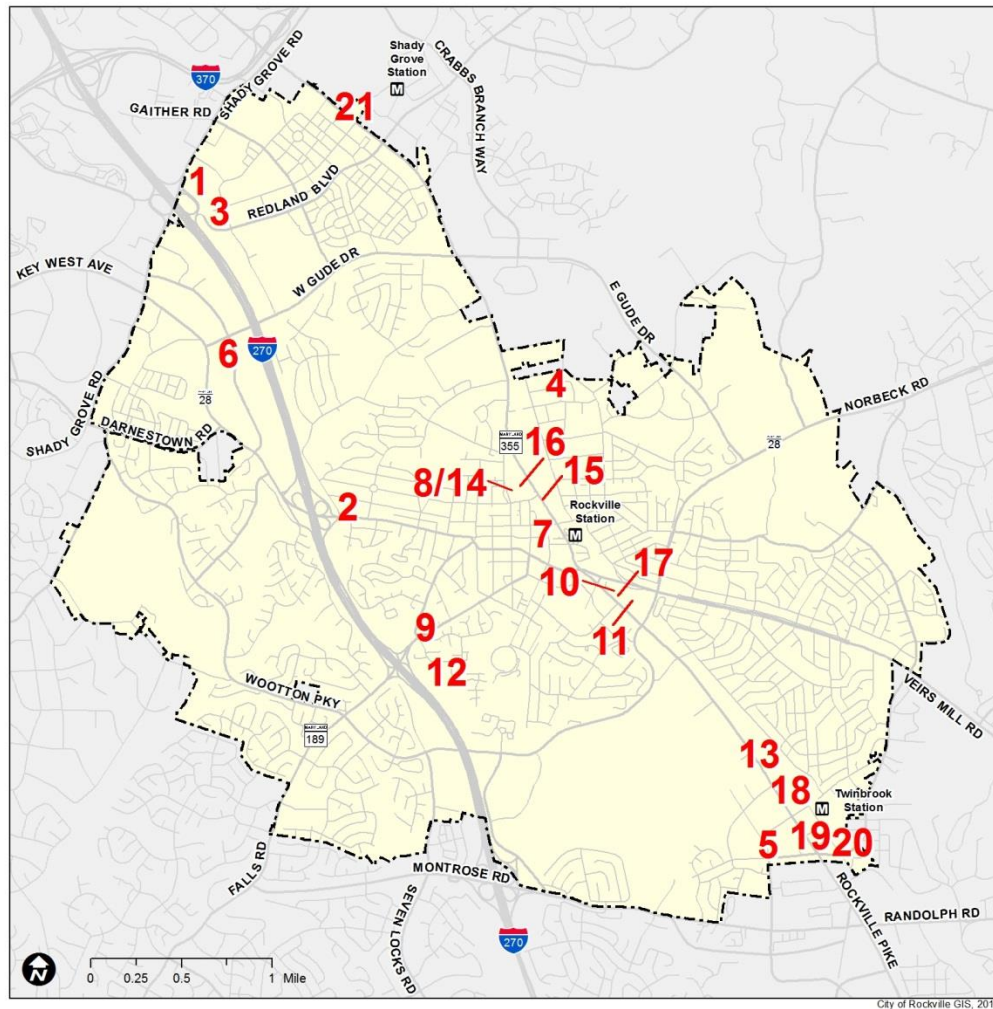 370
SHADY GROVE RD
Shady
Grove
Station
M
CRABBS BRANCH WAY
GAITHER RD
21
1
3
REDLAND BLVD
KEY WEST AVE
W GUDE DR
E GUDE DR
6
270
4
NORBECK RD
SHADY GROVE RD
28
DARNESTOWN RD
355
28
16
8/14
15
2
Rockville
Station
M
7
10
17
9
11
12
WOOTTON PKY
VEIRS MILL RD
MARYLAND
189
13
18
Twinbrook
Station
M
5
19
20
FALLS RD
MONTROSE RD
SEVEN LOCKS RD
ROCKVILLE PIKE
RANDOLPH RD
270
N
0 0.25 0.5 1 Mile
City of Rockville GIS, 201